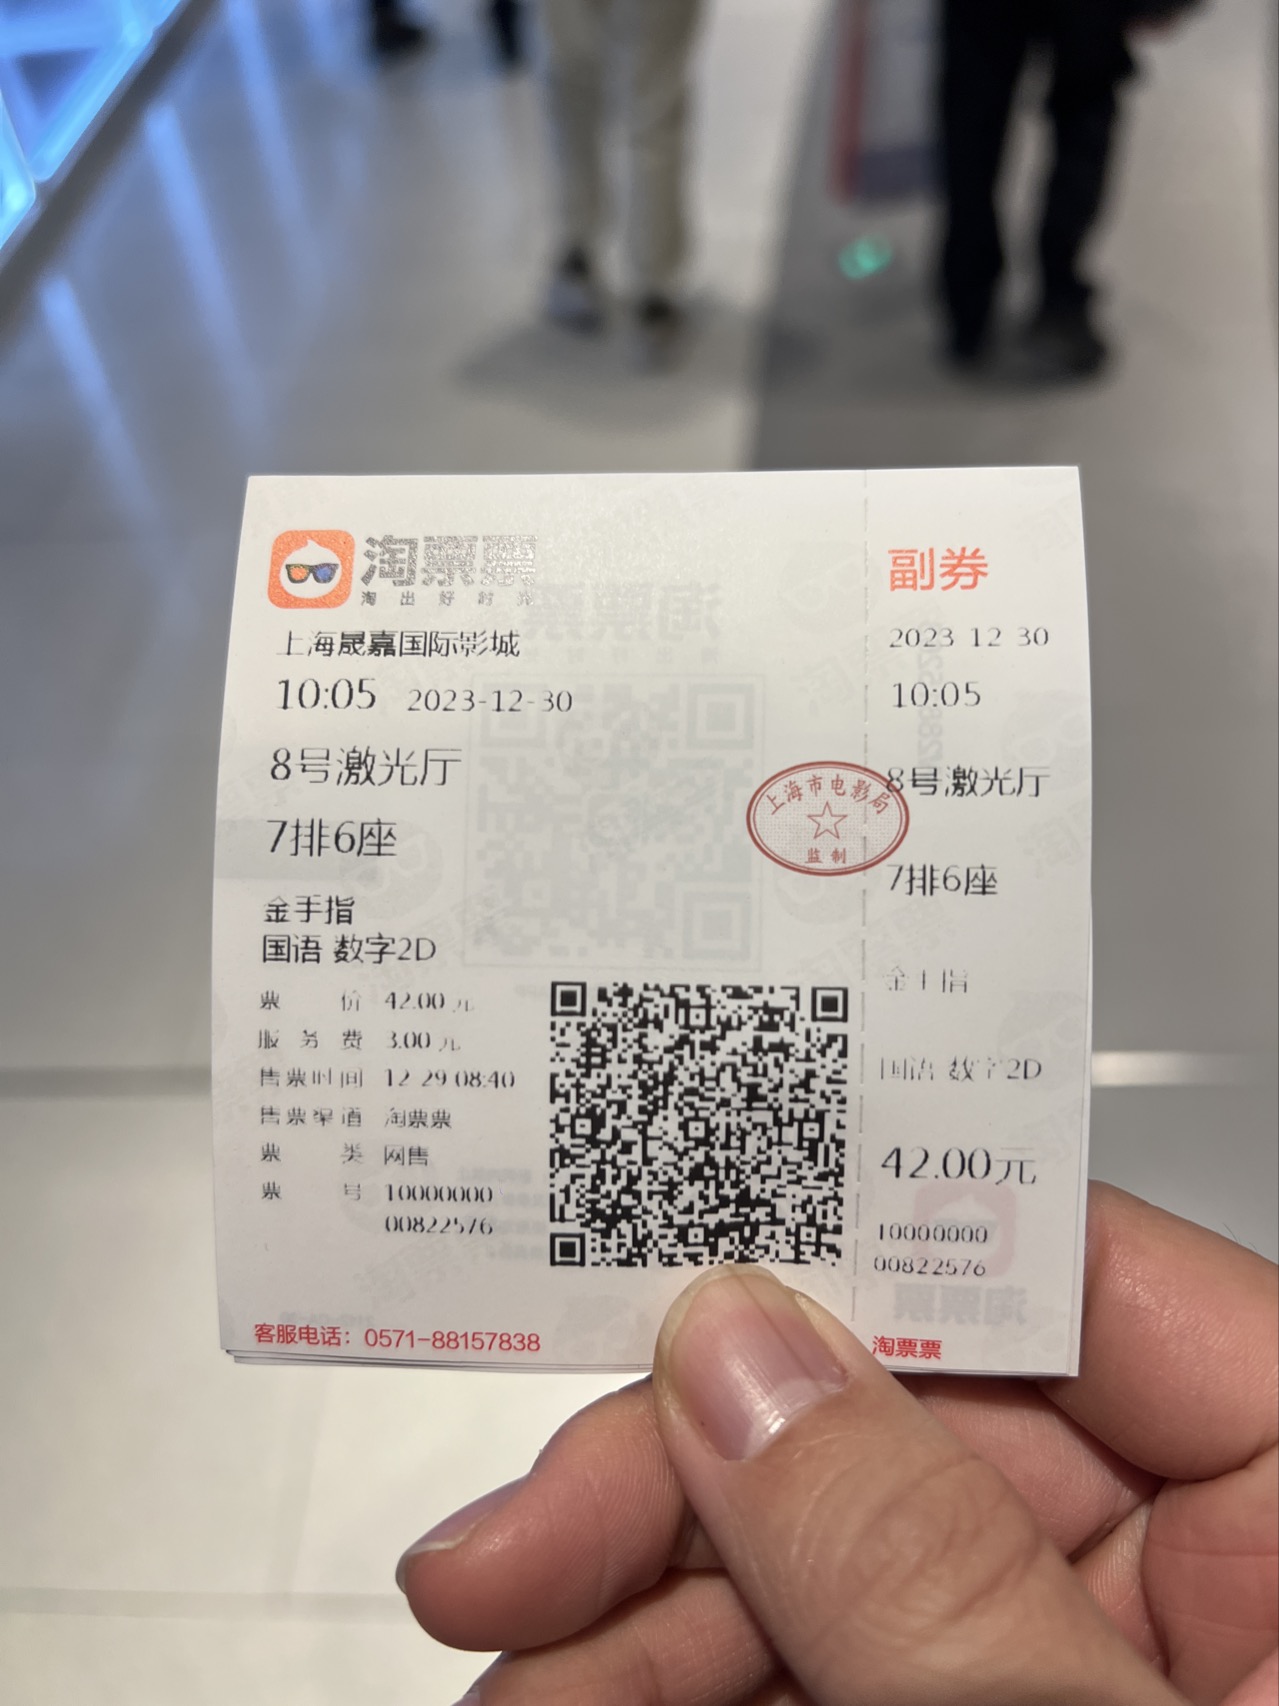 淘票票
淘出好时光
上海晟嘉国际影城
10:05 2023-12-30
8号激光厅
7排6座
金手指
国语 数字2D
票价 42.00 元
服务费 3.00 元
售票时间 12-29 08:40
售票渠道 淘票票
票类 网售
票号 10000000
00822576
客服电话：0571-88157838
上海市电影局
监制
副券
2023 12 30
10:05
8号激光厅
7排6座
金手指
国语 数字2D
42.00元
10000000
00822576
淘票票